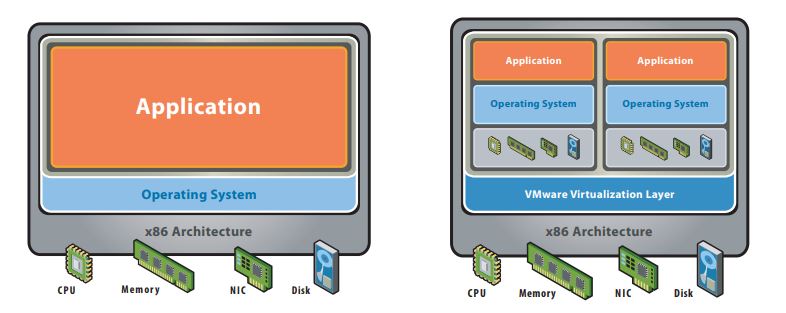 Application
Operating System
x86 Architecture
CPU
Memory
NIC
Disk
Application
Application
Operating System
Operating System
VMware Virtualization Layer
x86 Architecture
CPU
Memory
NIC
Disk